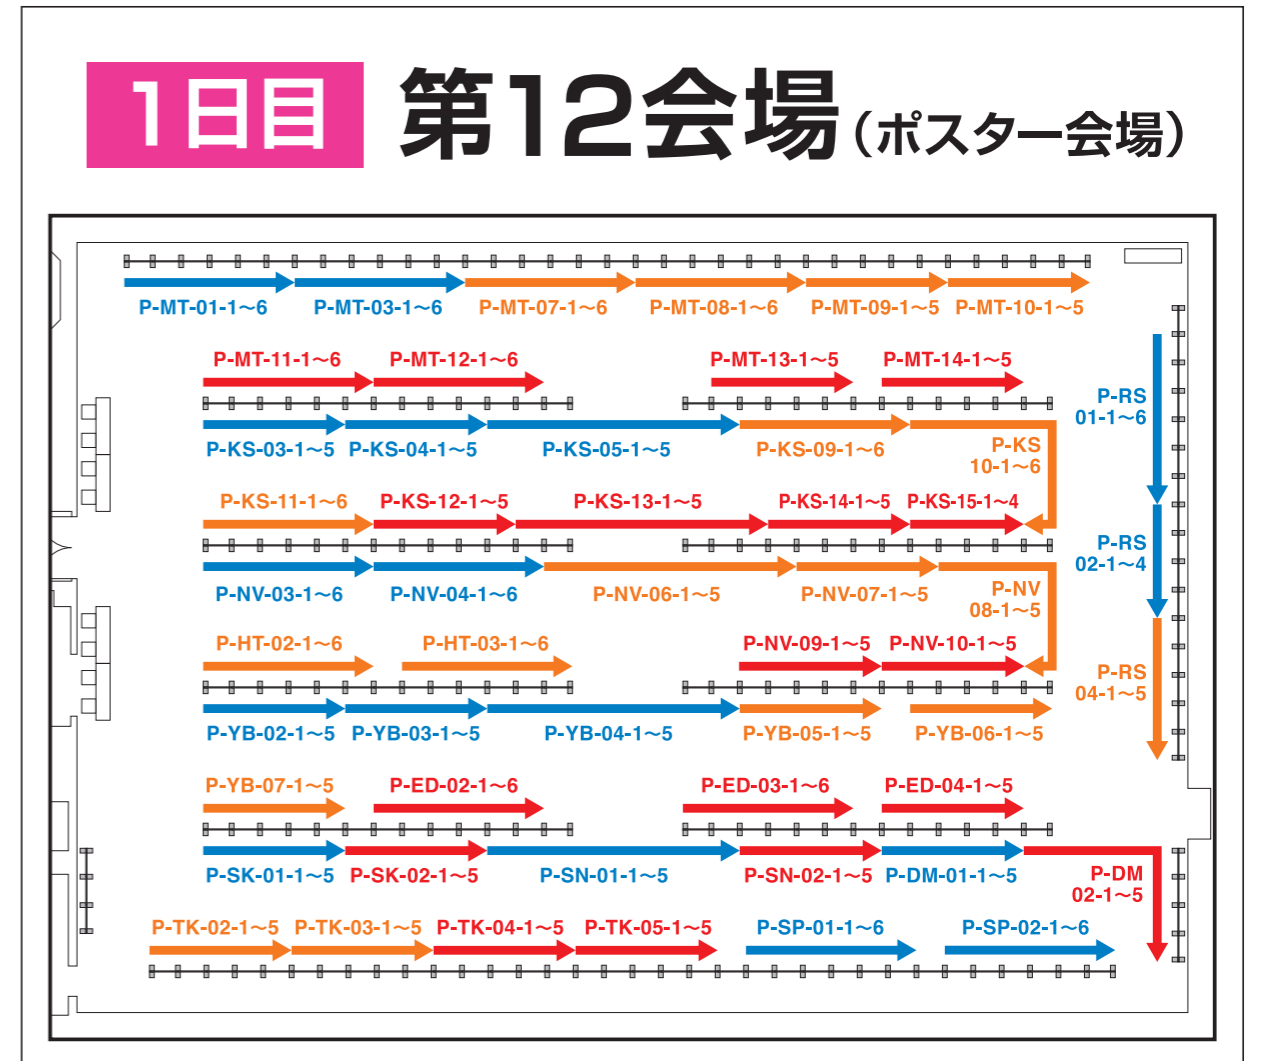 1日目 第12会場(ポスター会場)
P-MT-01-1〜6 P-MT-03-1〜6 P-MT-07-1〜6 P-MT-08-1〜6 P-MT-09-1〜5 P-MT-10-1〜5
P-MT-11-1〜6 P-MT-12-1〜6 P-MT-13-1〜5 P-MT-14-1〜5
P-RS
01-1〜6
P-KS-03-1〜5 P-KS-04-1〜5 P-KS-05-1〜5 P-KS-09-1〜6
P-KS
10-1〜6
P-KS-11-1〜6 P-KS-12-1〜5 P-KS-13-1〜5 P-KS-14-1〜5 P-KS-15-1〜4
P-RS
02-1〜4
P-NV-03-1〜6 P-NV-04-1〜6 P-NV-06-1〜5 P-NV-07-1〜5
P-NV
08-1〜5
P-HT-02-1〜6 P-HT-03-1〜6 P-NV-09-1〜5 P-NV-10-1〜5
P-RS
04-1〜5
P-YB-02-1〜5 P-YB-03-1〜5 P-YB-04-1〜5 P-YB-05-1〜5 P-YB-06-1〜5
P-YB-07-1〜5 P-ED-02-1〜6 P-ED-03-1〜6 P-ED-04-1〜5
P-SK-01-1〜5 P-SK-02-1〜5 P-SN-01-1〜5 P-SN-02-1〜5 P-DM-01-1〜5
P-DM
02-1〜5
P-TK-02-1〜5 P-TK-03-1〜5 P-TK-04-1〜5 P-TK-05-1〜5 P-SP-01-1〜6 P-SP-02-1〜6